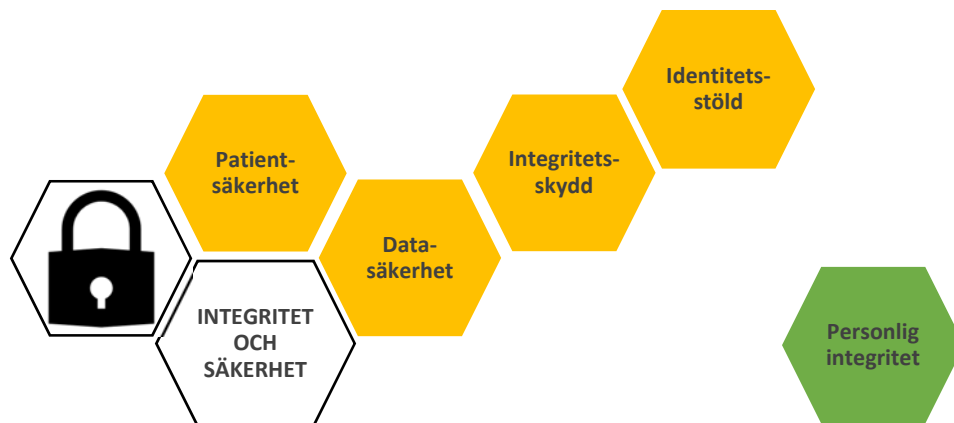 Identitets-
stöld
Patient-
säkerhet
Integritets-
skydd
Data-
säkerhet
INTEGRITET
OCH
SÄKERHET
Personlig
integritet